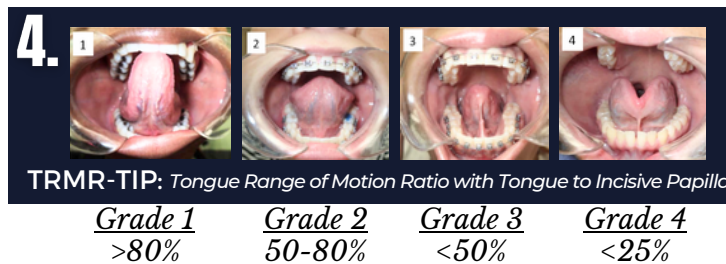 4.
1 2 3 4
TRMR-TIP: Tongue Range of Motion Ratio with Tongue to Incisive Papilla
Grade 1 Grade 2 Grade 3 Grade 4
>80% 50-80% <50% <25%